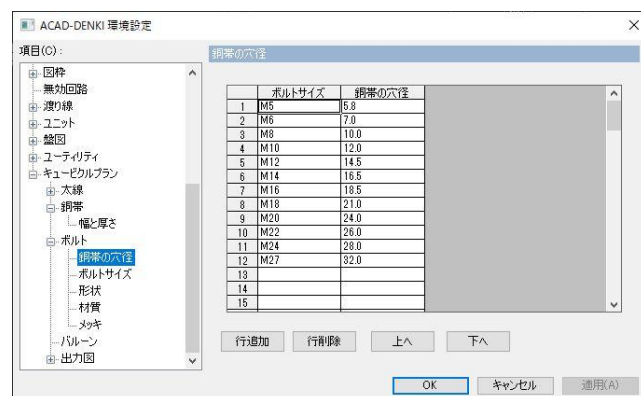 ACAD-DENKI 環境設定
項目(C):
図枠
無効回路
渡り線
ユニット
盤図
ユーティリティ
キュービクルプラン
太線
銅帯
幅と厚さ
ボルト
銅帯の穴径
ボルトサイズ
形状
材質
メッキ
バルーン
出力図
銅帯の穴径
ボルトサイズ 銅帯の穴径
1 M5 5.8
2 M6 7.0
3 M8 10.0
4 M10 12.0
5 M12 14.5
6 M14 16.5
7 M16 18.5
8 M18 21.0
9 M20 24.0
10 M22 26.0
11 M24 28.0
12 M27 32.0
13
14
15
行追加 行削除 上へ 下へ
OK キャンセル 適用(A)